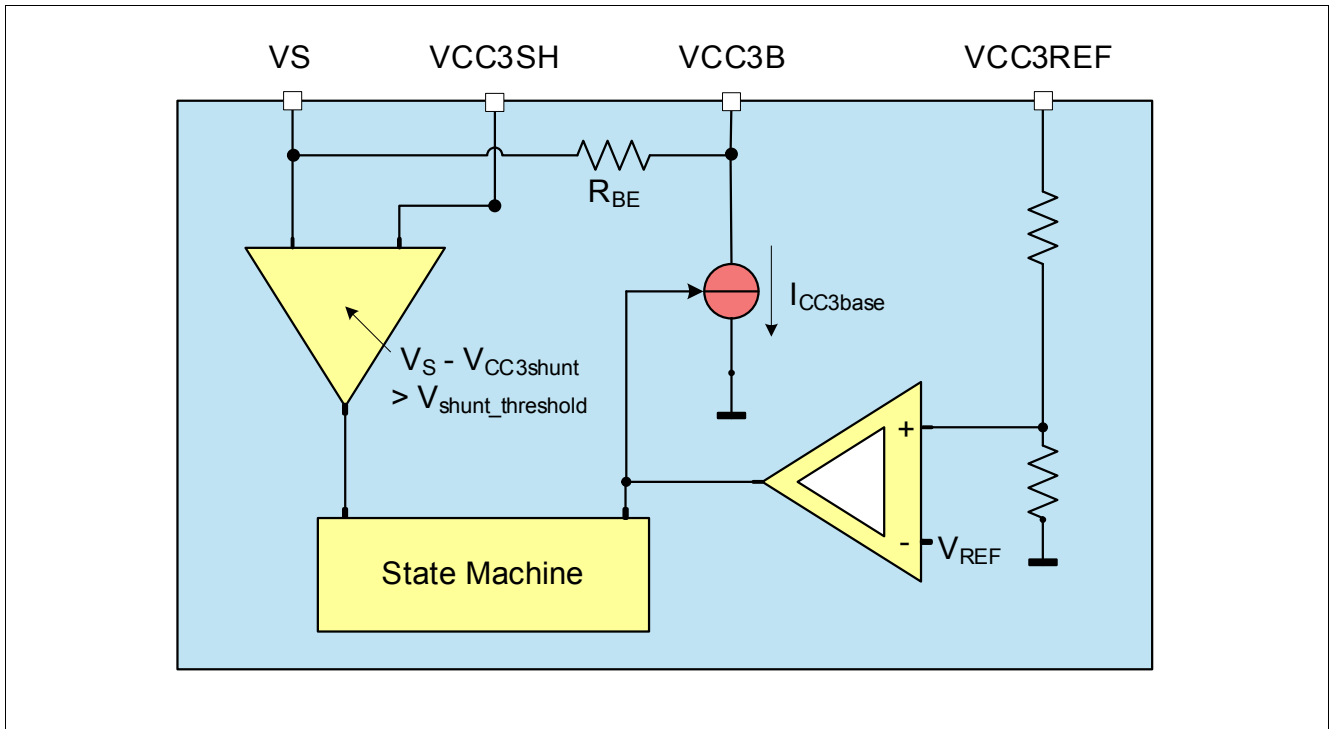 VS
VCC3SH
VCC3B
VCC3REF
RBE
ICC3base
VS - VCC3shunt
> Vshunt_threshold
+
- VREF
State Machine